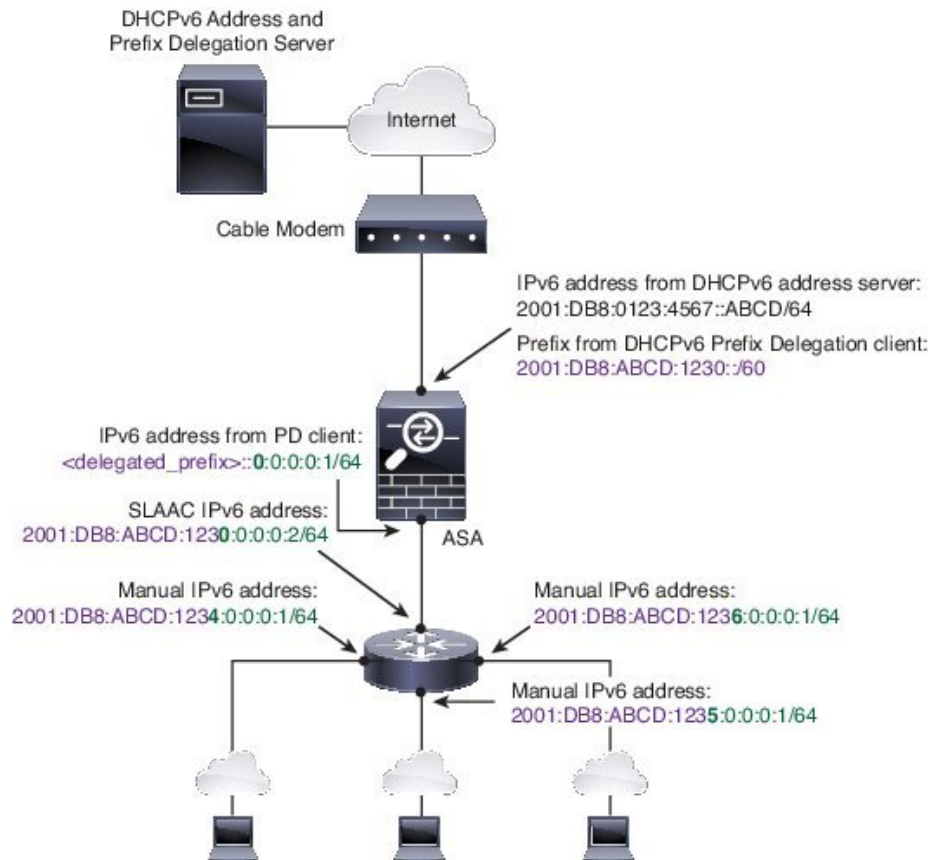 DHCPv6 Address and
Prefix Delegation Server
Internet
Cable Modem
IPv6 address from DHCPv6 address server:
2001:DB8:0123:4567::ABCD/64
Prefix from DHCPv6 Prefix Delegation client:
2001:DB8:ABCD:1230::/60
IPv6 address from PD client:
<delegated_prefix>::0:0:0:0:1/64
SLAAC IPv6 address:
2001:DB8:ABCD:1230:0:0:0:2/64
ASA
Manual IPv6 address:
2001:DB8:ABCD:1234:0:0:0:1/64
Manual IPv6 address:
2001:DB8:ABCD:1236:0:0:0:1/64
Manual IPv6 address:
2001:DB8:ABCD:1235:0:0:0:1/64